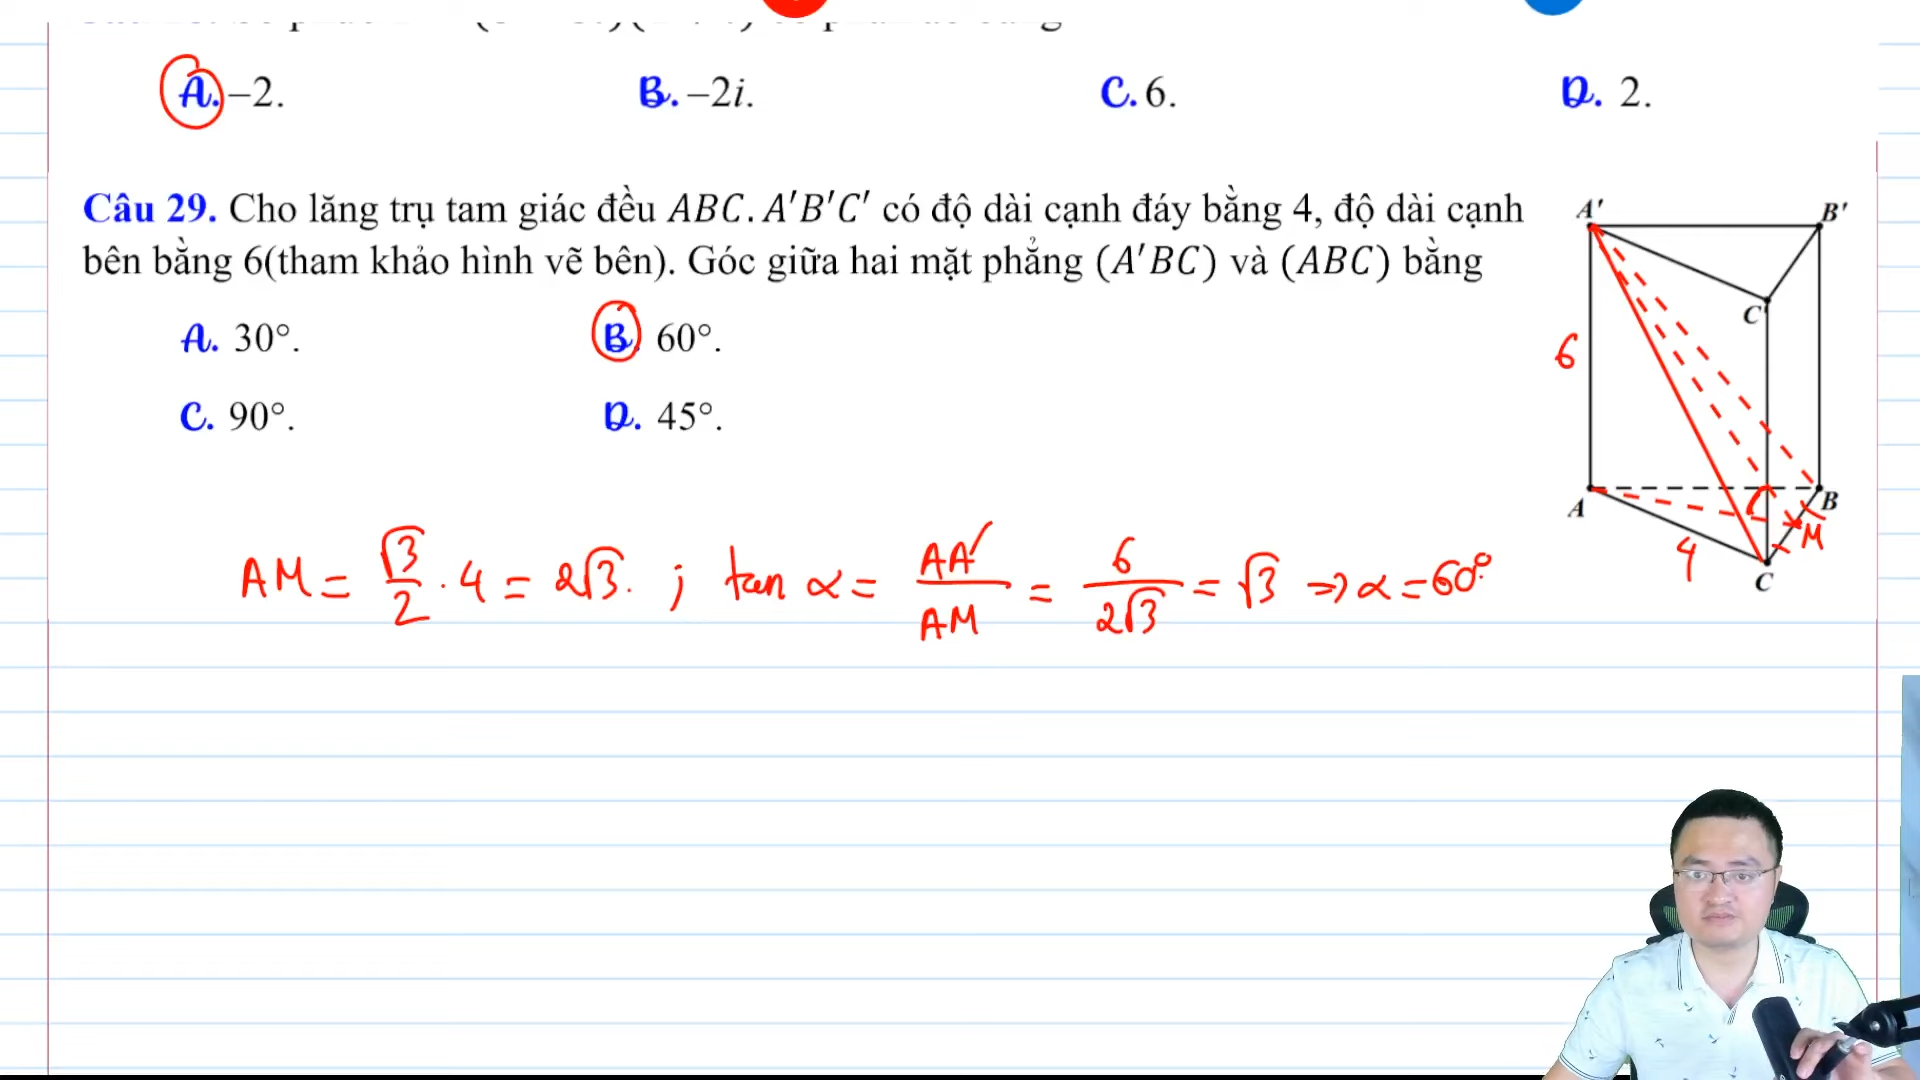 A. −2. B. −2i. C. 6. D. 2.
Câu 29. Cho lăng trụ tam giác đều ABC.A′B′C′ có độ dài cạnh đáy bằng 4, độ dài cạnh
bên bằng 6(tham khảo hình vẽ bên). Góc giữa hai mặt phẳng (A′BC) và (ABC) bằng
A. 30°. B. 60°.
C. 90°. D. 45°.
A′ B′
C′
6
A B
M
4
C
AM = √3/2 · 4 = 2√3. ; tan α = AA′/AM = 6/2√3 = √3 ⇒ α = 60°